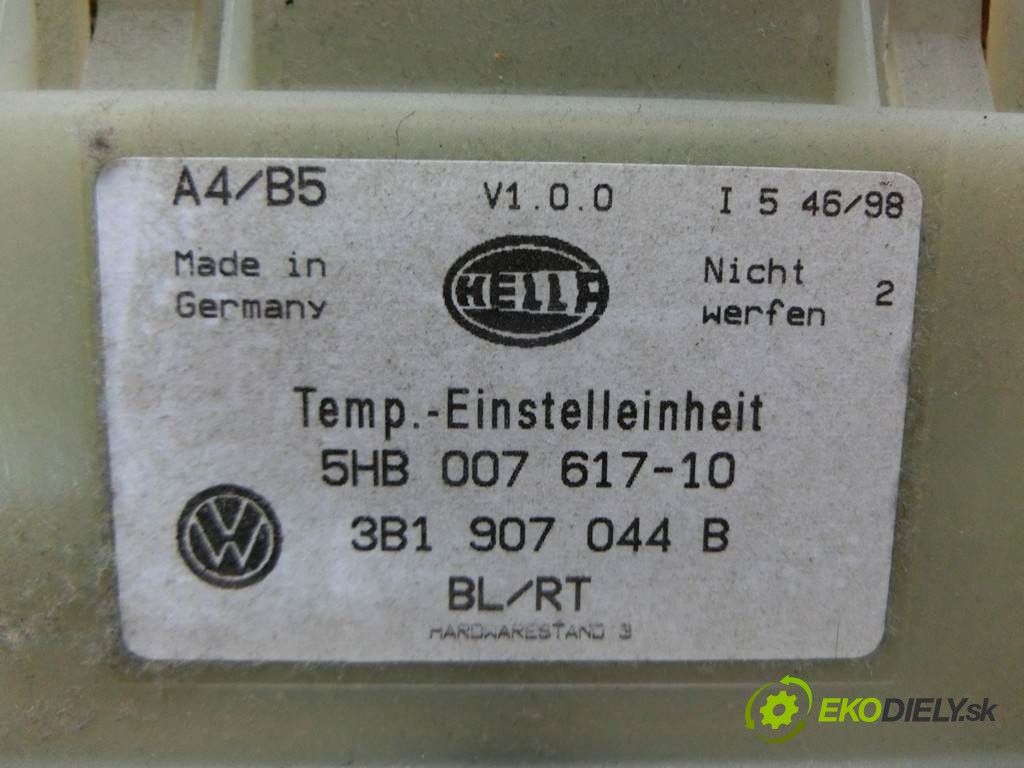 A4/B5 V1.0.0 I 5 46/98
Made in
Germany
HELLA
Nicht
werfen 2
Temp.-Einstelleinheit
5HB 007 617-10
VW 3B1 907 044 B
BL/RT
HARDWARESTAND 3
EKODIELY.sk